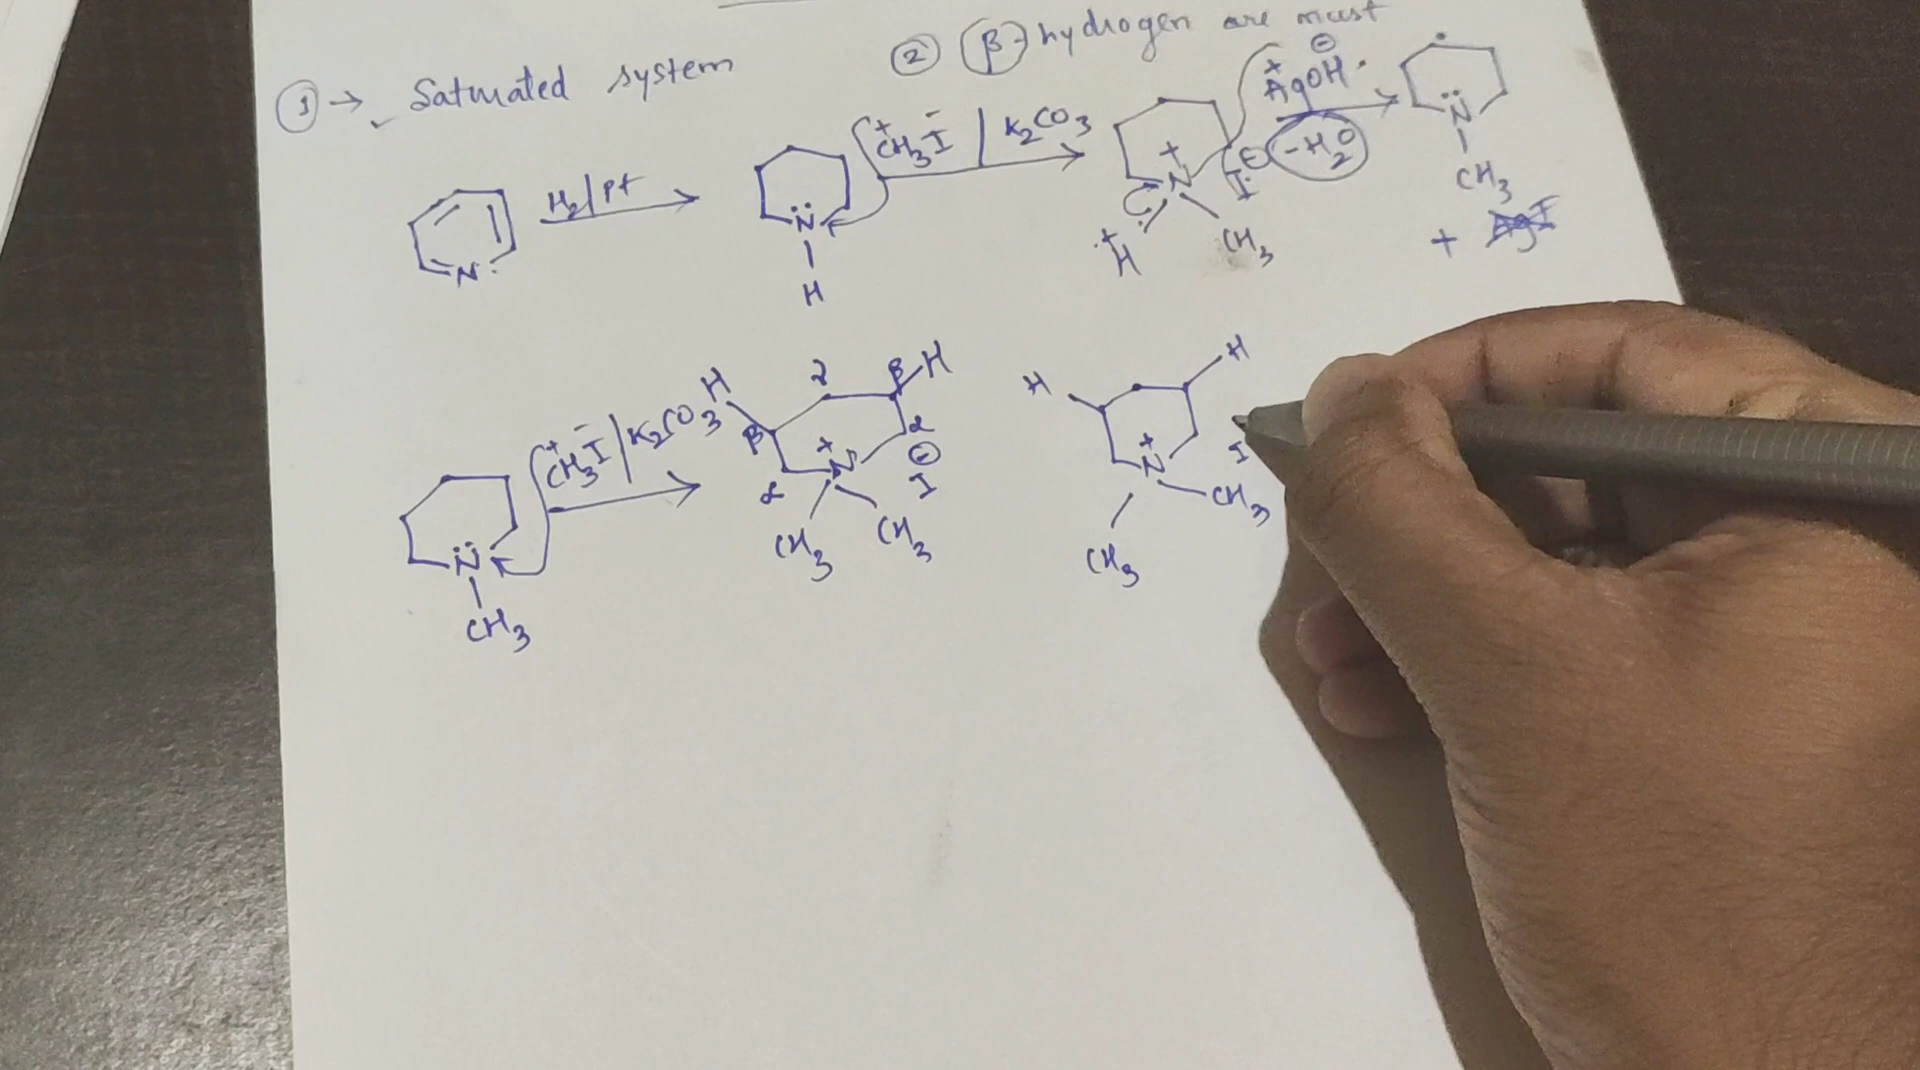 ① → Saturated system
② β-hydrogen are must
N:
H₂/Pt
N̈
H
⁺CH₃I⁻ / K₂CO₃
N⁺
H⁺
CH₃
I⊖
⁺AgOH⊖
-H₂O
N̈
CH₃
+ AgI
N̈
CH₃
⁺CH₃I⁻ / K₂CO₃
H β γ β H
α N⁺ α
I⊖
CH₃ CH₃
H H
N⁺ I
CH₃
CH₃